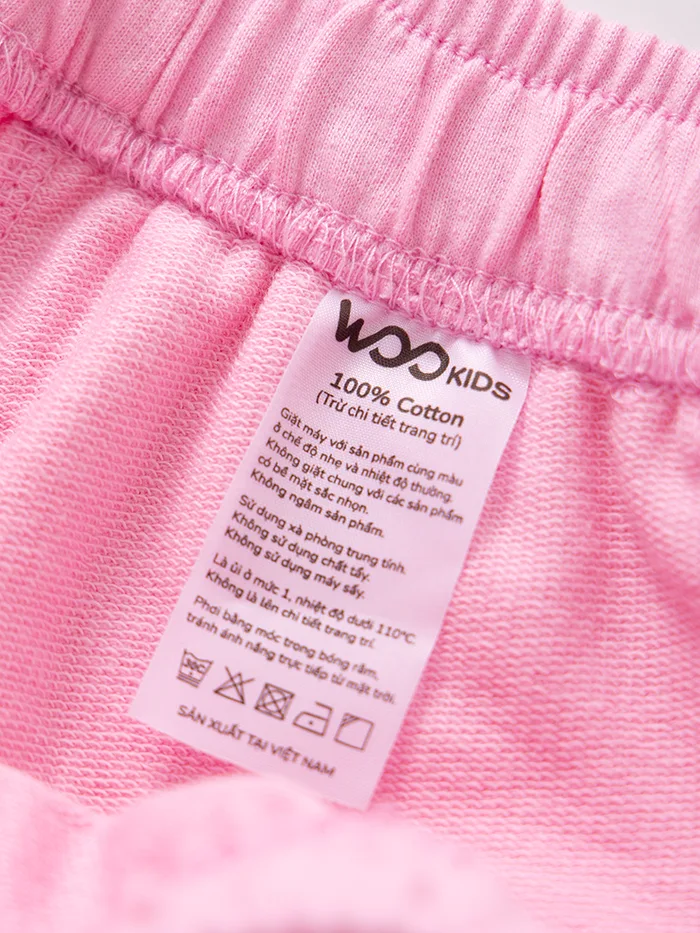 WOOKIDS
100% Cotton
(Trừ chi tiết trang trí)
Giặt máy với sản phẩm cùng màu
ở chế độ nhẹ và nhiệt độ thường.
Không giặt chung với các sản phẩm
có bề mặt sắc nhọn.
Không ngâm sản phẩm.
Sử dụng xà phòng trung tính.
Không sử dụng chất tẩy.
Không sử dụng máy sấy.
Là ủi ở mức 1, nhiệt độ dưới 110°C.
Không là lên chi tiết trang trí.
Phơi bằng móc trong bóng râm,
tránh ánh nắng trực tiếp từ mặt trời.
30C
SẢN XUẤT TẠI VIỆT NAM